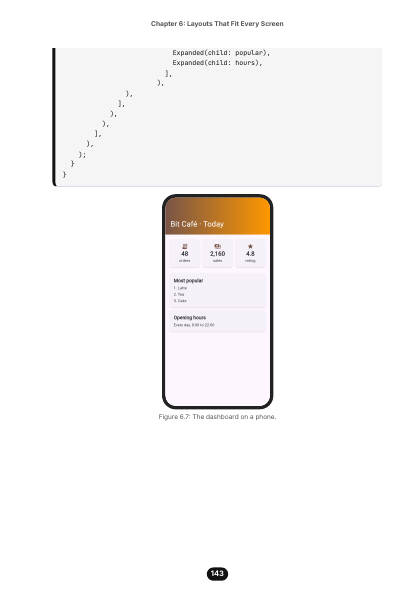 Chapter 6: Layouts That Fit Every Screen
Expanded(child: popular),
Expanded(child: hours),
],
),
),
],
),
),
],
),
);
}
}
Bit Café · Today
48
orders
2,160
sales
4.8
rating
Most popular
1. Latte
2. Tea
3. Cake
Opening hours
Every day, 8:00 to 22:00
Figure 6.7: The dashboard on a phone.
143